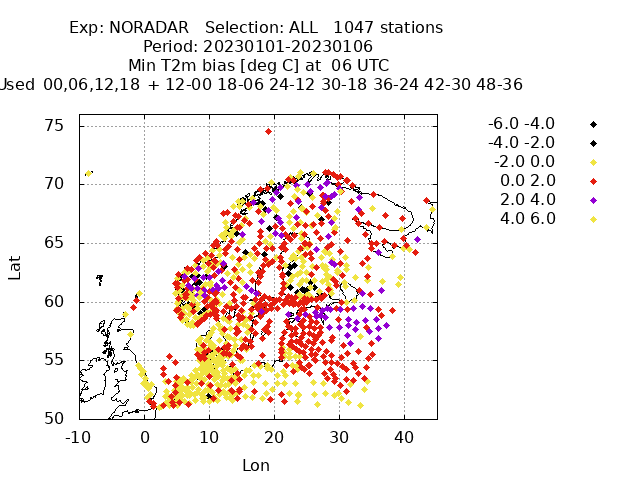 Exp: NORADAR   Selection: ALL   1047 stations
Period: 20230101-20230106
Min T2m bias [deg C] at  06 UTC
Used 00,06,12,18 + 12-00 18-06 24-12 30-18 36-24 42-30 48-36
-6.0 -4.0
-4.0 -2.0
-2.0 0.0
0.0 2.0
2.0 4.0
4.0 6.0
75
70
65
60
55
50
Lat
-10 0 10 20 30 40
Lon